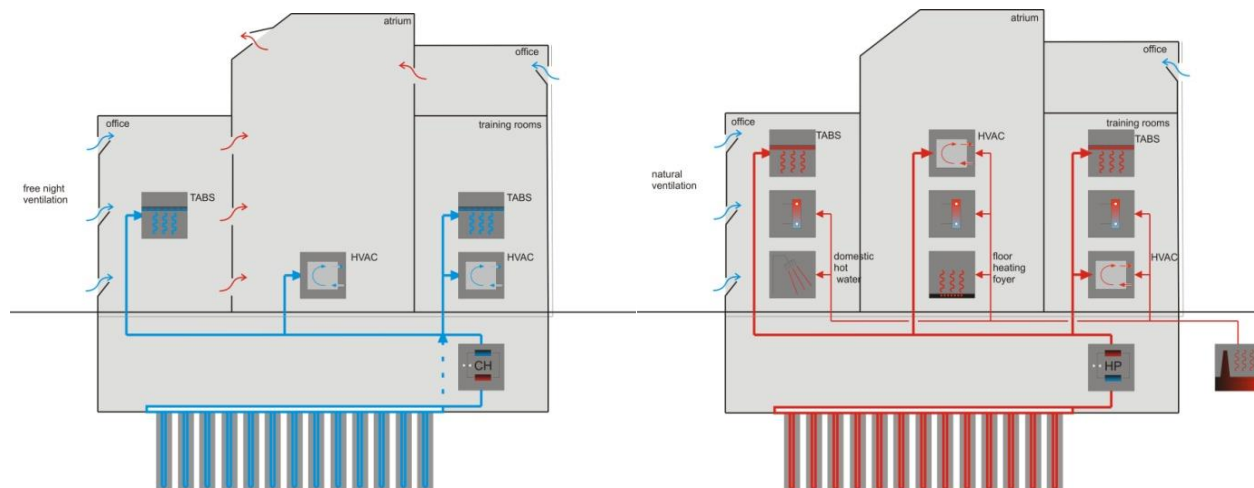 atrium
office
office
training rooms
free night
ventilation
TABS
TABS
HVAC
HVAC
CH
atrium
office
office
training rooms
TABS
HVAC
TABS
natural
ventilation
domestic
hot
water
floor
heating
foyer
HVAC
HP